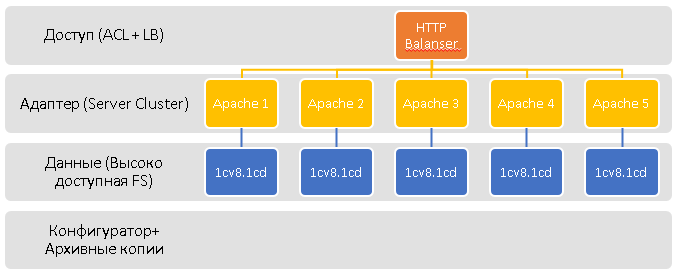 Доступ (ACL + LB)
HTTP
Balanser
Адаптер (Server Cluster)
Apache 1
Apache 2
Apache 3
Apache 4
Apache 5
Данные (Высоко
доступная FS)
1cv8.1cd
1cv8.1cd
1cv8.1cd
1cv8.1cd
1cv8.1cd
Конфигуратор+
Архивные копии